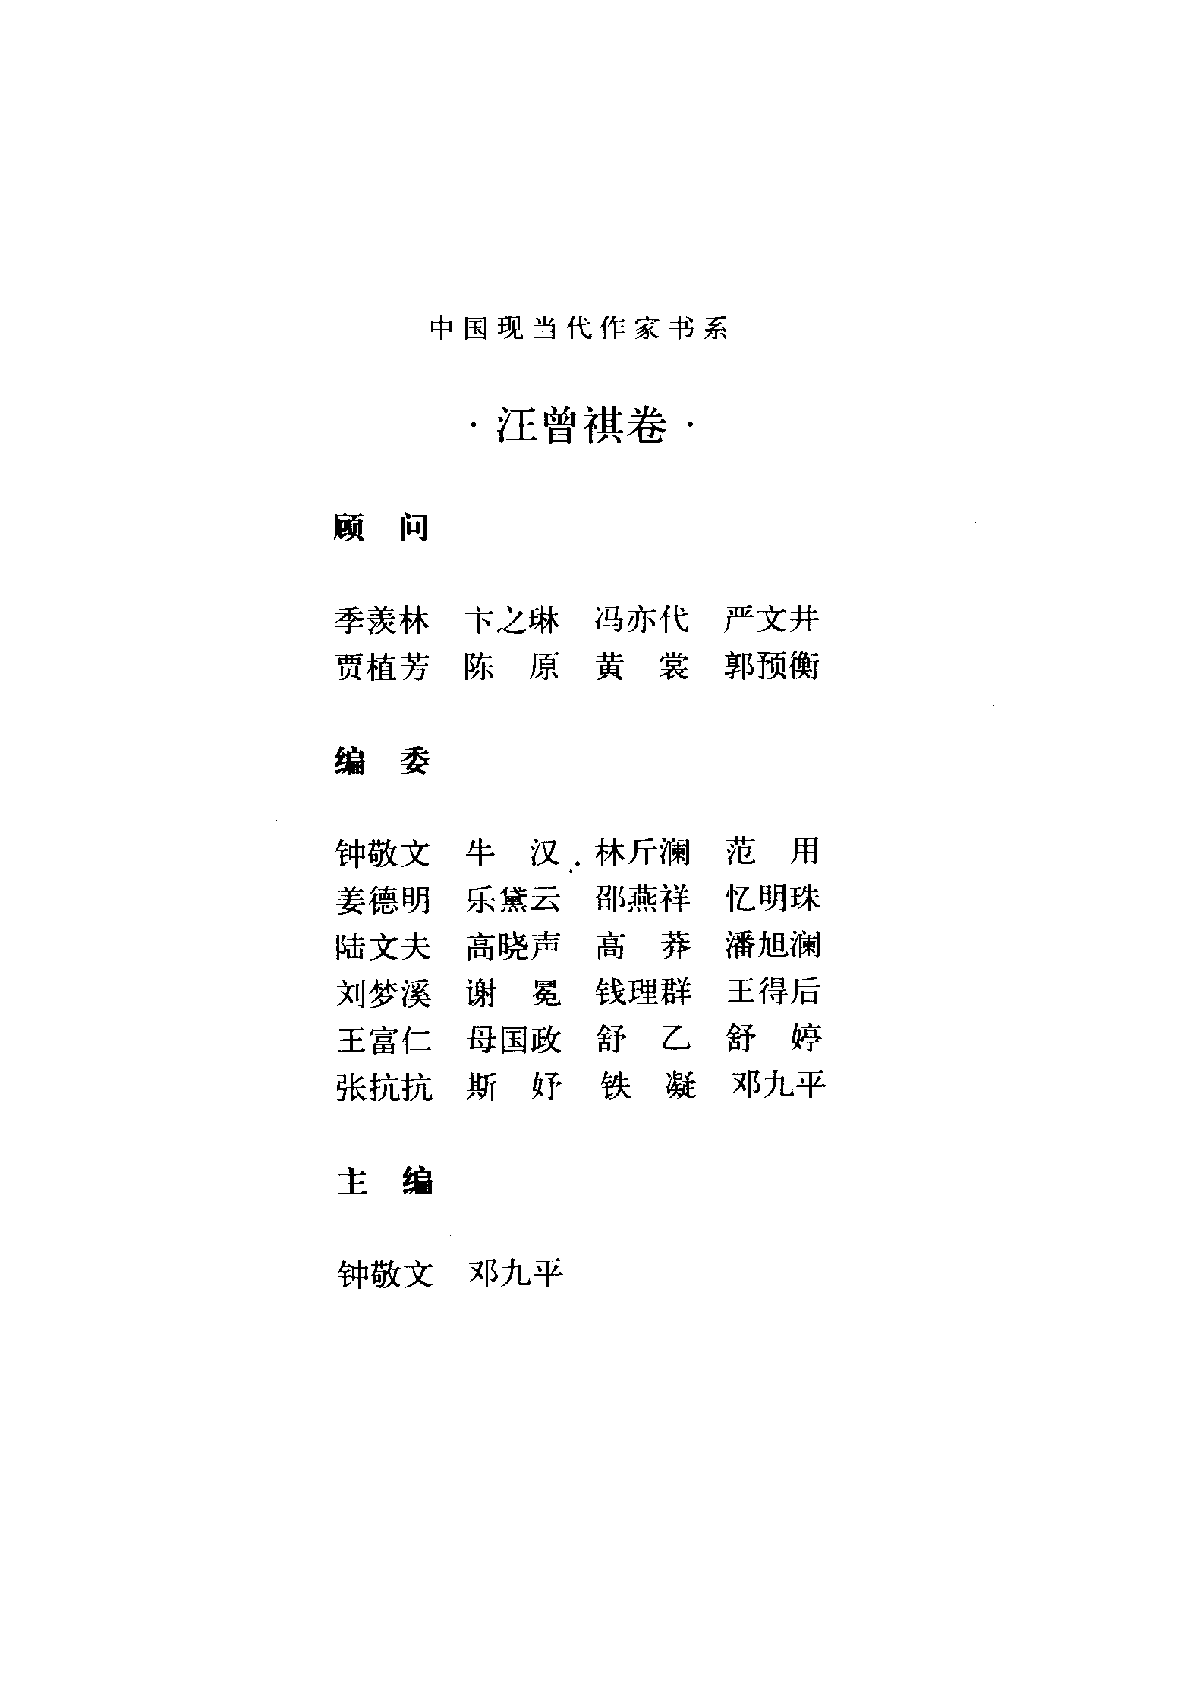 中国现当代作家书系
·汪曾祺卷·
顾 问
季羡林 卞之琳 冯亦代 严文井
贾植芳 陈 原 黄 裳 郭预衡
编 委
钟敬文 牛 汉 林斤澜 范 用
姜德明 乐黛云 邵燕祥 忆明珠
陆文夫 高晓声 高 莽 潘旭澜
刘梦溪 谢 冕 钱理群 王得后
王富仁 母国政 舒 乙 舒 婷
张抗抗 斯 妤 铁 凝 邓九平
主 编
钟敬文 邓九平